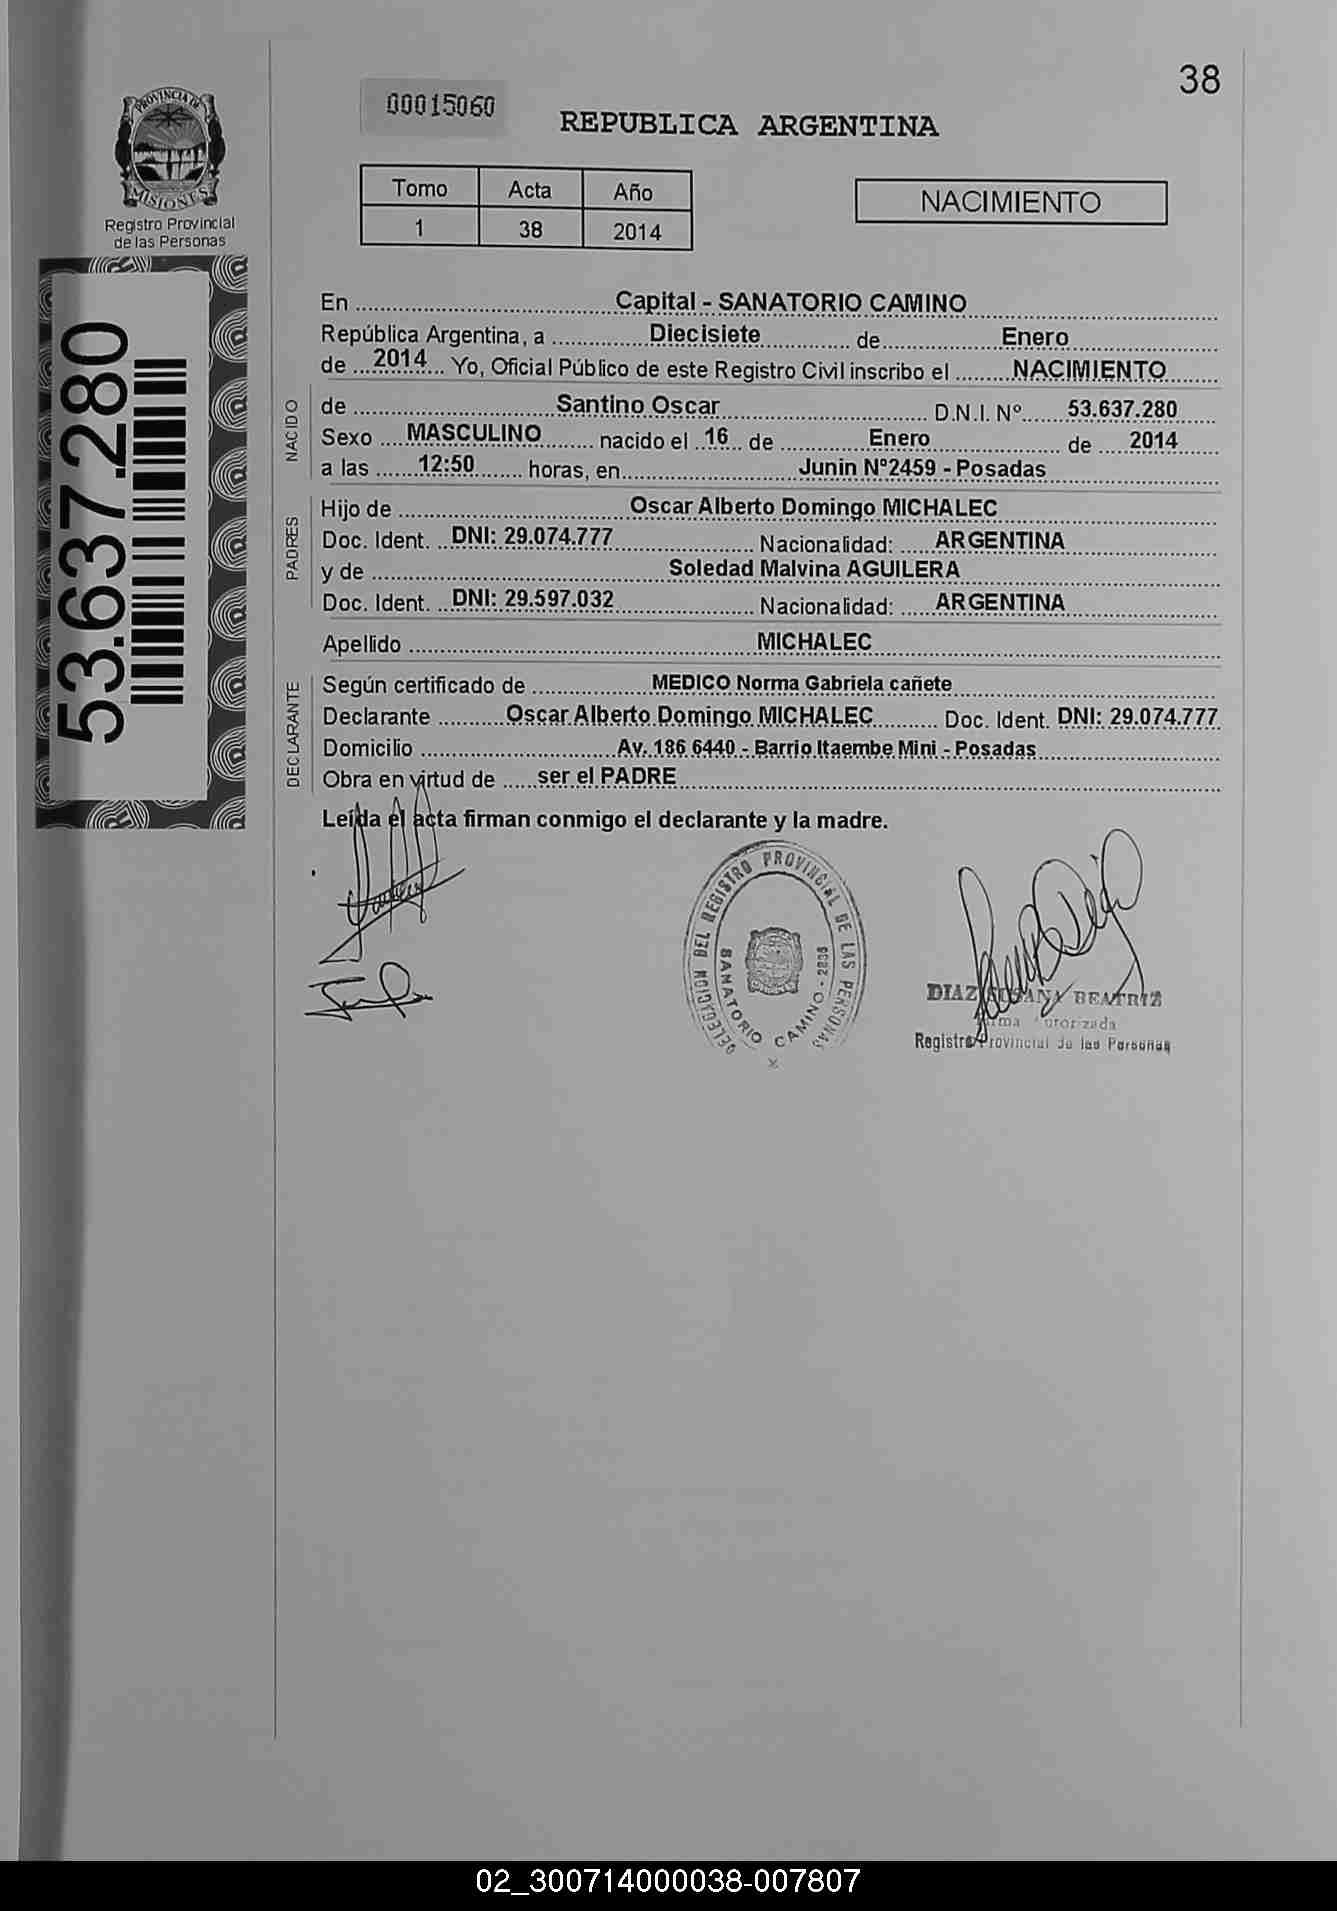 38
00015060
REPUBLICA ARGENTINA
PROVINCIA DE
MISIONES
Registro Provincial
de las Personas
Tomo Acta Año
1 38 2014
NACIMIENTO
53.637.280
En Capital - SANATORIO CAMINO
República Argentina, a Diecisiete de Enero
de 2014 Yo, Oficial Público de este Registro Civil inscribo el NACIMIENTO
NACIDO
de Santino Oscar D.N.I. Nº 53.637.280
Sexo MASCULINO nacido el 16 de Enero de 2014
a las 12:50 horas, en Junin Nº2459 - Posadas
PADRES
Hijo de Oscar Alberto Domingo MICHALEC
Doc. Ident. DNI: 29.074.777 Nacionalidad: ARGENTINA
y de Soledad Malvina AGUILERA
Doc. Ident. DNI: 29.597.032 Nacionalidad: ARGENTINA
Apellido MICHALEC
DECLARANTE
Según certificado de MEDICO Norma Gabriela cañete
Declarante Oscar Alberto Domingo MICHALEC Doc. Ident. DNI: 29.074.777
Domicilio Av. 186 6440 - Barrio Itaembe Mini - Posadas
Obra en virtud de ser el PADRE
Leída el acta firman conmigo el declarante y la madre.
DELEGACION DEL REGISTRO PROVINCIAL DE LAS PERSONAS
SANATORIO CAMINO - 2636
DIAZ SUSANA BEATRIZ
Firma Autorizada
Registro Provincial de las Personas
02_300714000038-007807